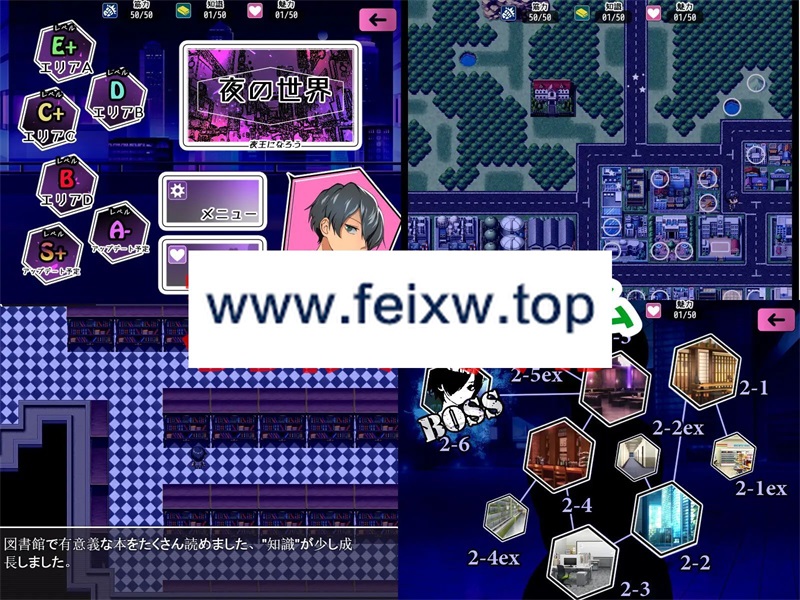 筋力
50/50
知識
01/50
魅力
01/50
筋力
50/50
知識
01/50
魅力
01/50
レベル
E+
エリアA
レベル
D
エリアB
レベル
C+
エリアC
レベル
B
エリアD
レベル
A-
アップデート予定
レベル
S+
アップデート予定
夜の世界
夜王になろう
メニュー
www.feixw.top
魅力
01/50
2-5ex
BOSS
2-6
2-1
2-2ex
2-1ex
2-4
2-4ex
2-2
2-3
図書館で有意義な本をたくさん読めました、"知識"が少し成
長しました。